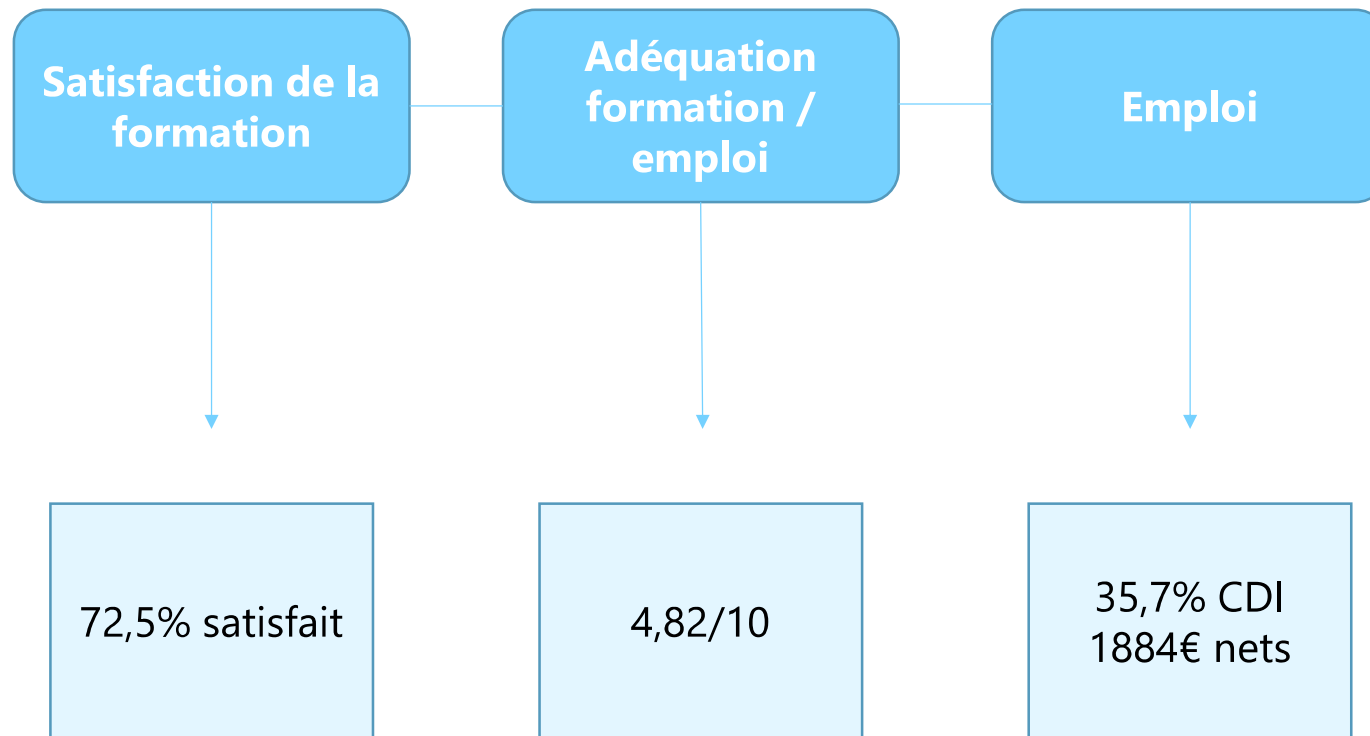 Satisfaction de la
formation
Adéquation
formation /
emploi
Emploi
72,5% satisfait
4,82/10
35,7% CDI
1884€ nets